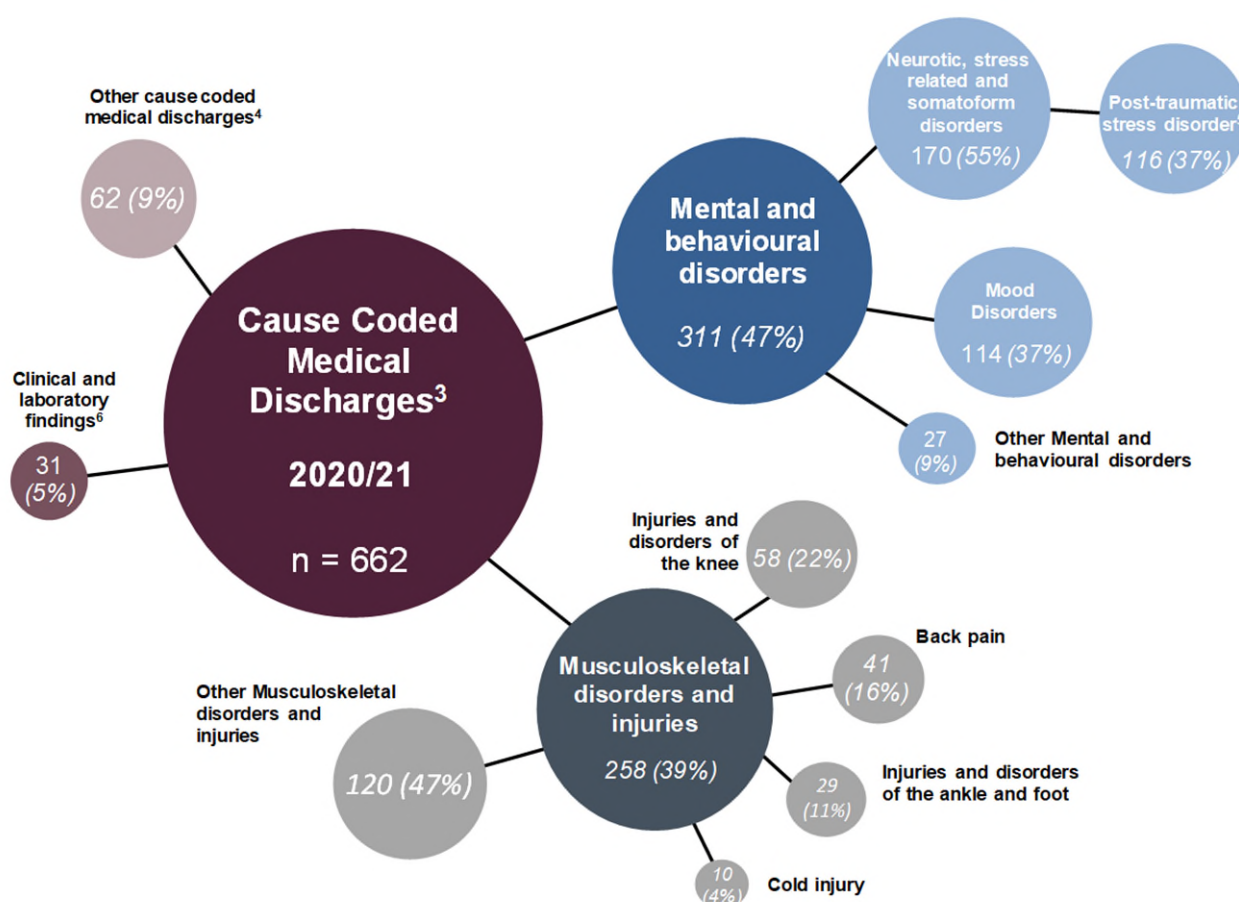 Other cause coded
medical discharges⁴
62 (9%)
Clinical and
laboratory
findings⁶
31
(5%)
Cause Coded
Medical
Discharges³
2020/21
n = 662
Mental and
behavioural
disorders
311 (47%)
Neurotic, stress
related and
somatoform
disorders
170 (55%)
Post-traumatic
stress disorder
116 (37%)
Mood
Disorders
114 (37%)
27
(9%)
Other Mental and
behavioural disorders
Injuries and
disorders of
the knee
58 (22%)
Musculoskeletal
disorders and
injuries
258 (39%)
Back pain
41
(16%)
Other Musculoskeletal
disorders and
injuries
120 (47%)
29
(11%)
Injuries and disorders
of the ankle and foot
10
(4%)
Cold injury